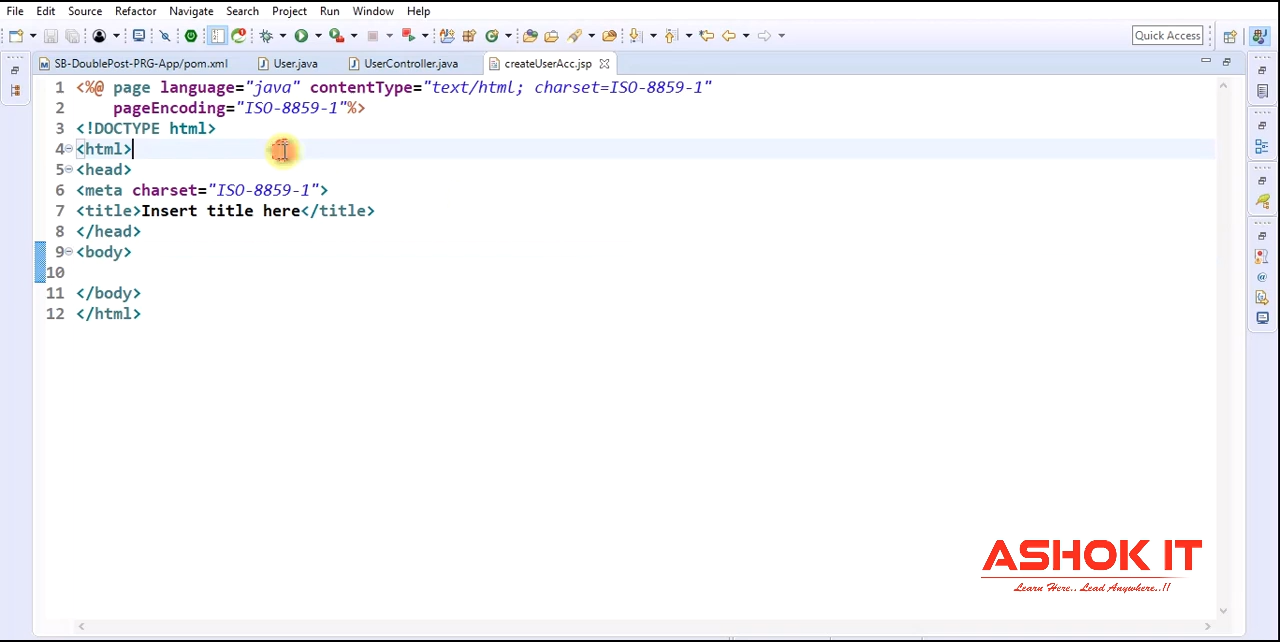 File Edit Source Refactor Navigate Search Project Run Window Help
Quick Access
SB-DoublePost-PRG-App/pom.xml User.java UserController.java createUserAcc.jsp
1 <%@ page language="java" contentType="text/html; charset=ISO-8859-1"
2     pageEncoding="ISO-8859-1"%>
3 <!DOCTYPE html>
4 <html>
5 <head>
6 <meta charset="ISO-8859-1">
7 <title>Insert title here</title>
8 </head>
9 <body>
10
11 </body>
12 </html>
ASHOK IT
Learn Here.. Lead Anywhere..!!